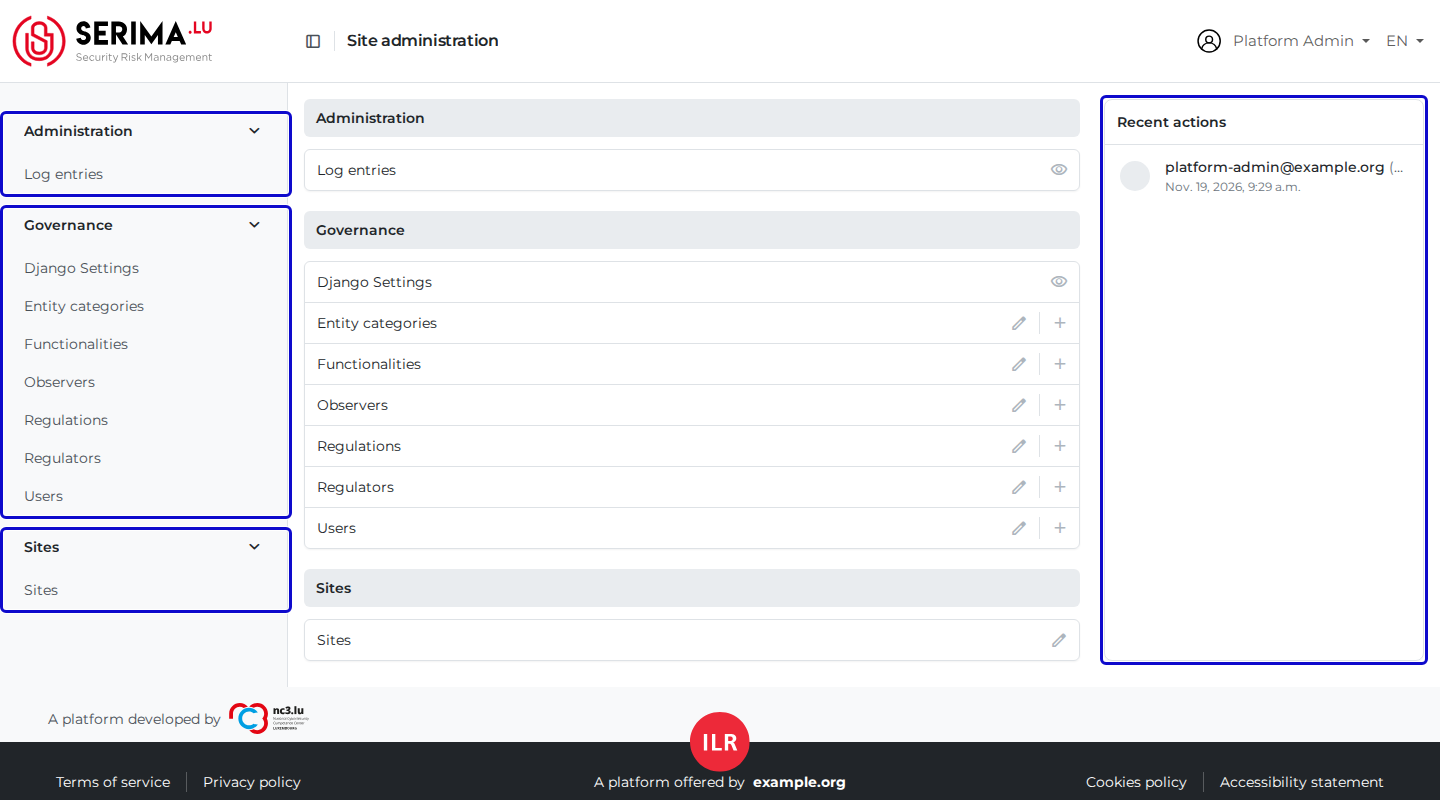 SERIMA.LU
Security Risk Management
Site administration
Platform Admin
EN
Administration
Log entries
Governance
Django Settings
Entity categories
Functionalities
Observers
Regulations
Regulators
Users
Sites
Sites
Administration
Log entries
Governance
Django Settings
Entity categories
Functionalities
Observers
Regulations
Regulators
Users
Sites
Sites
Recent actions
platform-admin@example.org (...
Nov. 19, 2026, 9:29 a.m.
A platform developed by
nc3.lu
ILR
Terms of service
Privacy policy
A platform offered by example.org
Cookies policy
Accessibility statement